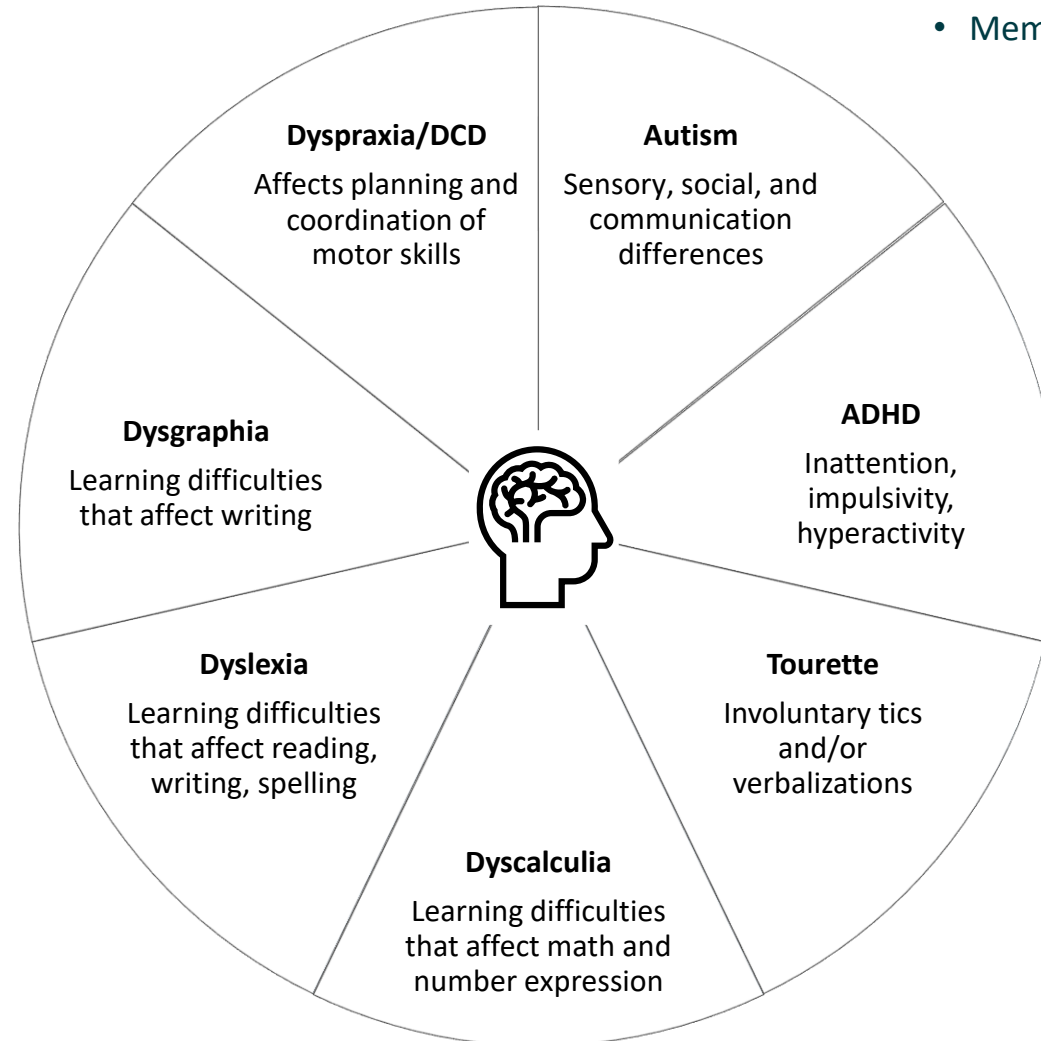 Dyspraxia/DCD
Affects planning and
coordination of
motor skills
Autism
Sensory, social, and
communication
differences
ADHD
Inattention,
impulsivity,
hyperactivity
Tourette
Involuntary tics
and/or
verbalizations
Dyscalculia
Learning difficulties
that affect math and
number expression
Dyslexia
Learning difficulties
that affect reading,
writing, spelling
Dysgraphia
Learning difficulties
that affect writing